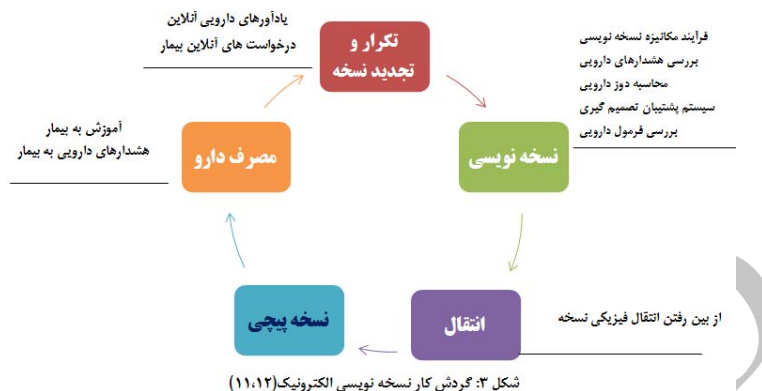 یادآورهای دارویی آنلاین
درخواست های آنلاین بیمار
تکرار و
تجدید نسخه
فرآیند مکانیزه نسخه نویسی
بررسی هشدارهای دارویی
محاسبه دوز دارویی
سیستم پشتیبان تصمیم گیری
بررسی فرمول دارویی
نسخه نویسی
آموزش به بیمار
هشدارهای دارویی به بیمار
مصرف دارو
از بین رفتن انتقال فیزیکی نسخه
انتقال
نسخه پیچی
شکل ۳: گردش کار نسخه نویسی الکترونیک(۱۱،۱۲)